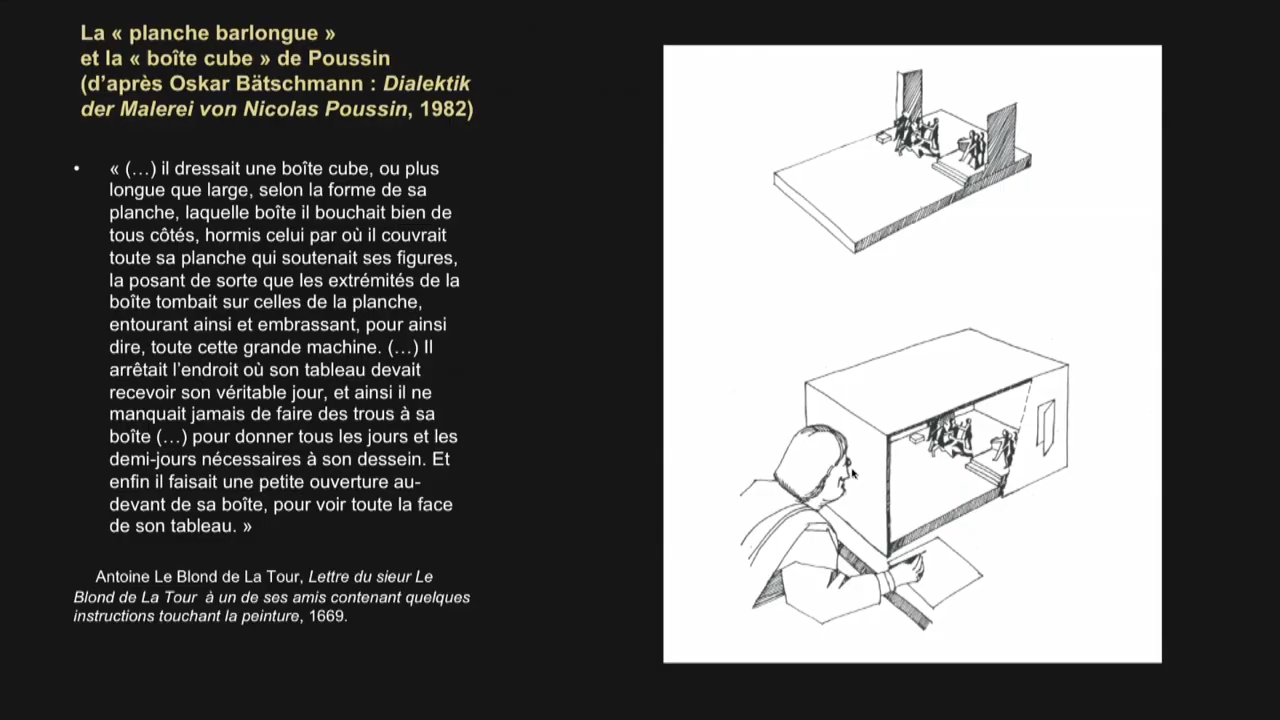 La « planche barlongue »
et la « boîte cube » de Poussin
(d’après Oskar Bätschmann : Dialektik
der Malerei von Nicolas Poussin, 1982)
• « (…) il dressait une boîte cube, ou plus
longue que large, selon la forme de sa
planche, laquelle boîte il bouchait bien de
tous côtés, hormis celui par où il couvrait
toute sa planche qui soutenait ses figures,
la posant de sorte que les extrémités de la
boîte tombait sur celles de la planche,
entourant ainsi et embrassant, pour ainsi
dire, toute cette grande machine. (…) Il
arrêtait l’endroit où son tableau devait
recevoir son véritable jour, et ainsi il ne
manquait jamais de faire des trous à sa
boîte (…) pour donner tous les jours et les
demi-jours nécessaires à son dessein. Et
enfin il faisait une petite ouverture au-
devant de sa boîte, pour voir toute la face
de son tableau. »
Antoine Le Blond de La Tour, Lettre du sieur Le
Blond de La Tour à un de ses amis contenant quelques
instructions touchant la peinture, 1669.